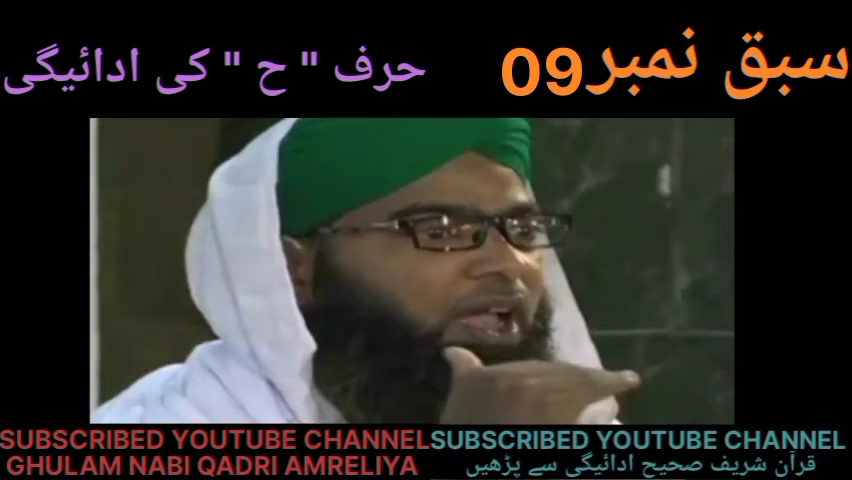 سبق نمبر09
حرف " ح " کی ادائیگی
SUBSCRIBED YOUTUBE CHANNEL
GHULAM NABI QADRI AMRELIYA
SUBSCRIBED YOUTUBE CHANNEL
قرآن شریف صحیح ادائیگی سے پڑھیں